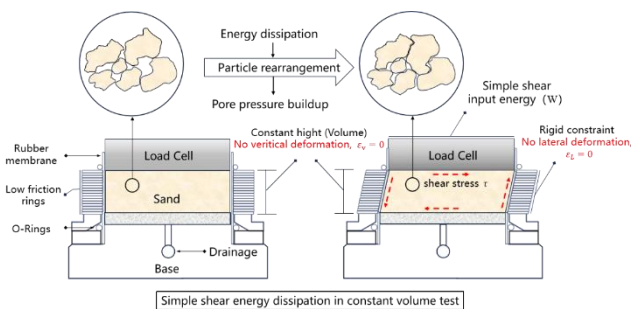 Energy dissipation
Particle rearrangement
Pore pressure buildup
Simple shear
input energy (W)
Constant hight (Volume)
No veritical deformation, εᵥ = 0
Rigid constraint
No lateral deformation,
ε_L = 0
Rubber
membrane
Load Cell
Load Cell
Low friction
rings
Sand
shear stress τ
O-Rings
Drainage
Base
Simple shear energy dissipation in constant volume test